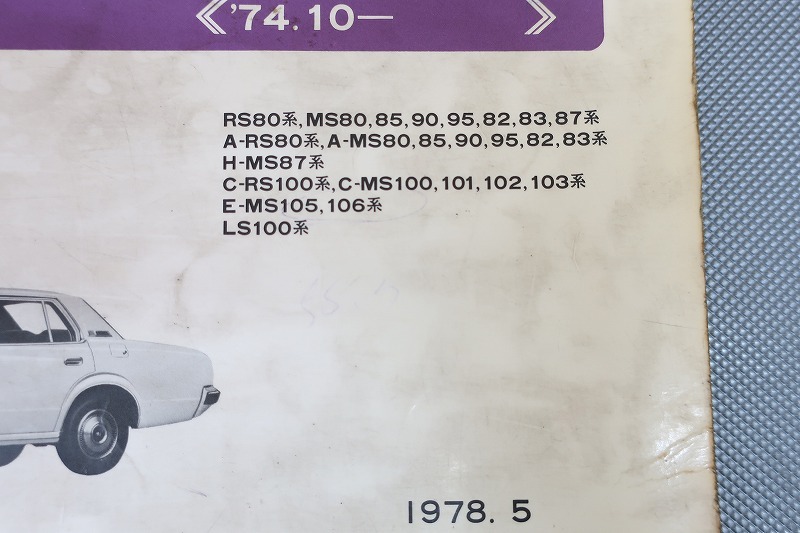 《'74.10— 》
RS80系,MS80,85,90,95,82,83,87系
A-RS80系,A-MS80,85,90,95,82,83系
H-MS87系
C-RS100系,C-MS100,101,102,103系
E-MS105,106系
LS100系
1978. 5